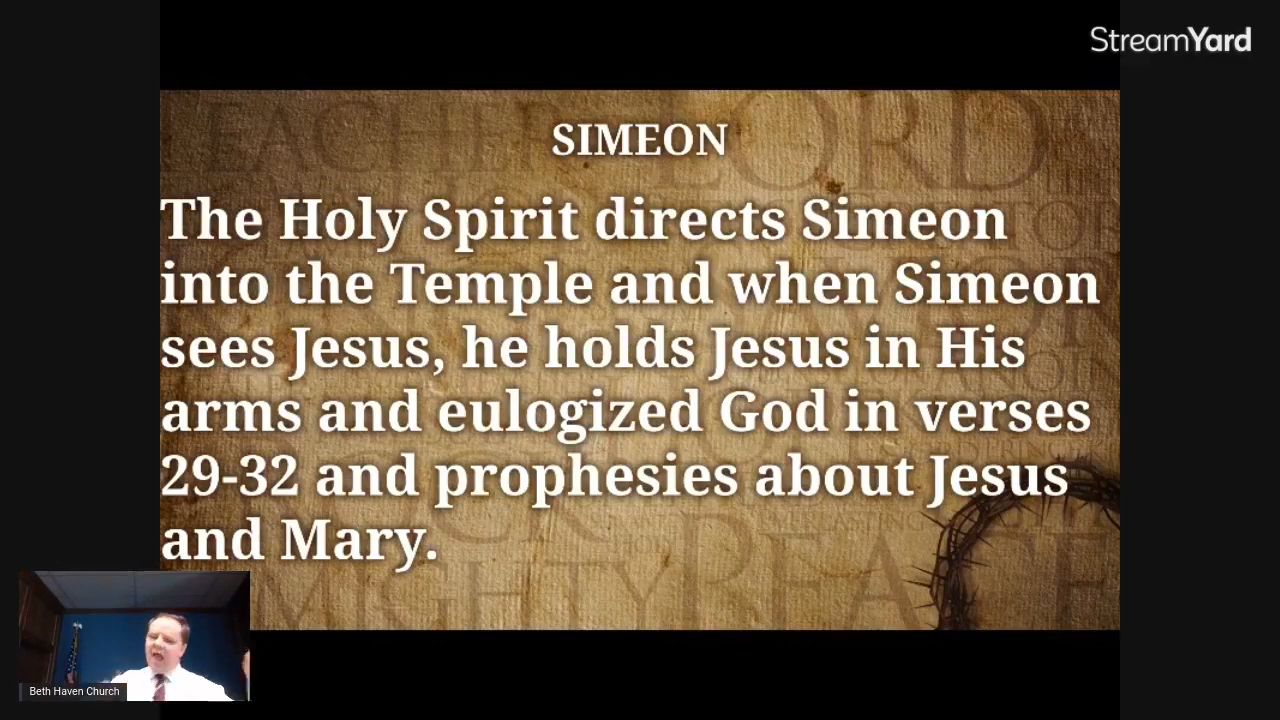 StreamYard
SIMEON
The Holy Spirit directs Simeon
into the Temple and when Simeon
sees Jesus, he holds Jesus in His
arms and eulogized God in verses
29-32 and prophesies about Jesus
and Mary.
Beth Haven Church